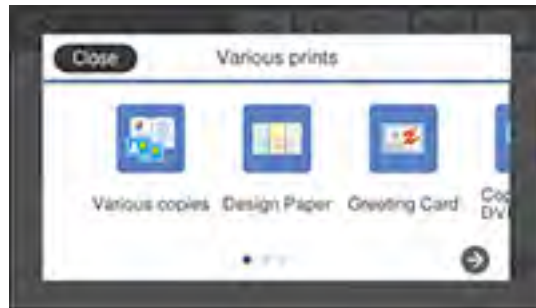 Close
Various prints
Various copies
Design Paper
Greeting Card